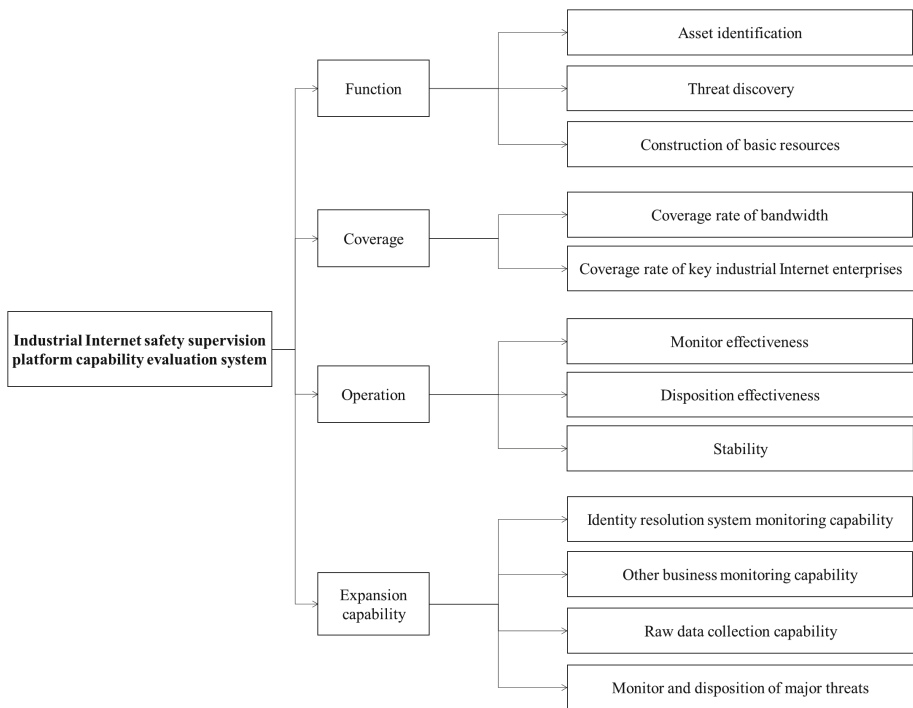 Industrial Internet safety supervision
platform capability evaluation system
Function
Asset identification
Threat discovery
Construction of basic resources
Coverage
Coverage rate of bandwidth
Coverage rate of key industrial Internet enterprises
Operation
Monitor effectiveness
Disposition effectiveness
Stability
Expansion
capability
Identity resolution system monitoring capability
Other business monitoring capability
Raw data collection capability
Monitor and disposition of major threats